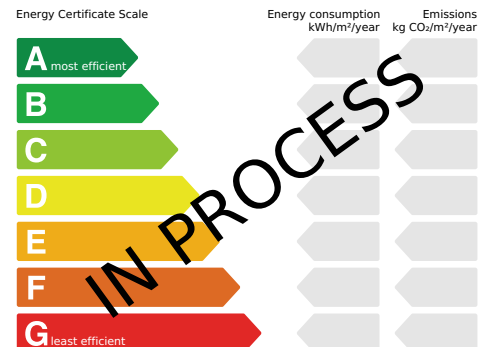 Energy Certificate Scale
Energy consumption
kWh/m²/year
Emissions
kg CO₂/m²/year
A most efficient
B
C
D
E
F
G least efficient
IN PROCESS